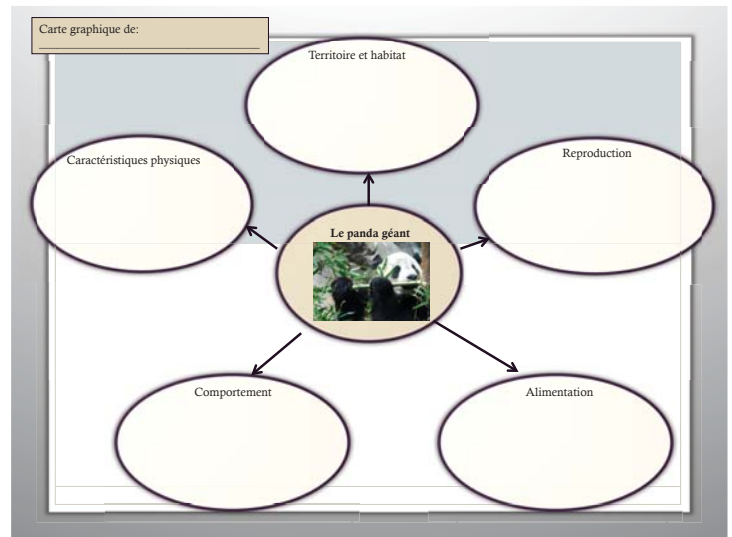 Carte graphique de:
Territoire et habitat
Caractéristiques physiques
Reproduction
Le panda géant
Comportement
Alimentation